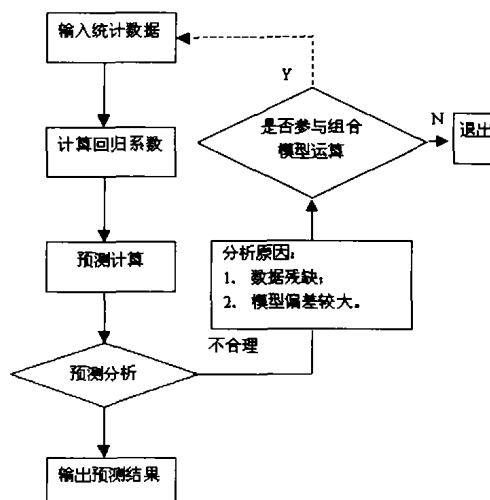 输入统计数据
计算回归系数
预测计算
预测分析
输出预测结果
不合理
分析原因:
1. 数据残缺;
2. 模型偏差较大。
是否参与组合
模型运算
Y
N
退出